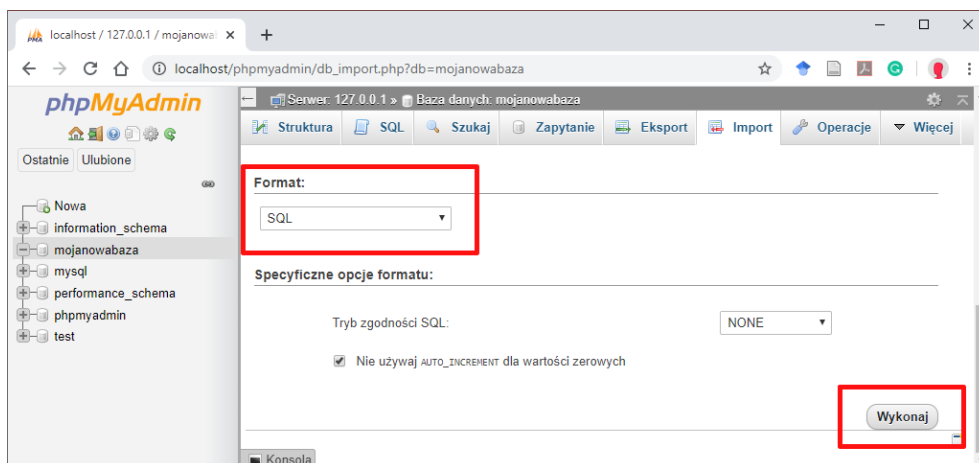 localhost / 127.0.0.1 / mojanowa
localhost/phpmyadmin/db_import.php?db=mojanowabaza
phpMyAdmin
Ostatnie Ulubione
Nowa
information_schema
mojanowabaza
mysql
performance_schema
phpmyadmin
test
Serwer: 127.0.0.1 » Baza danych: mojanowabaza
Struktura SQL Szukaj Zapytanie Eksport Import Operacje Więcej
Format:
SQL
Specyficzne opcje formatu:
Tryb zgodności SQL: NONE
Nie używaj AUTO_INCREMENT dla wartości zerowych
Wykonaj
Konsola